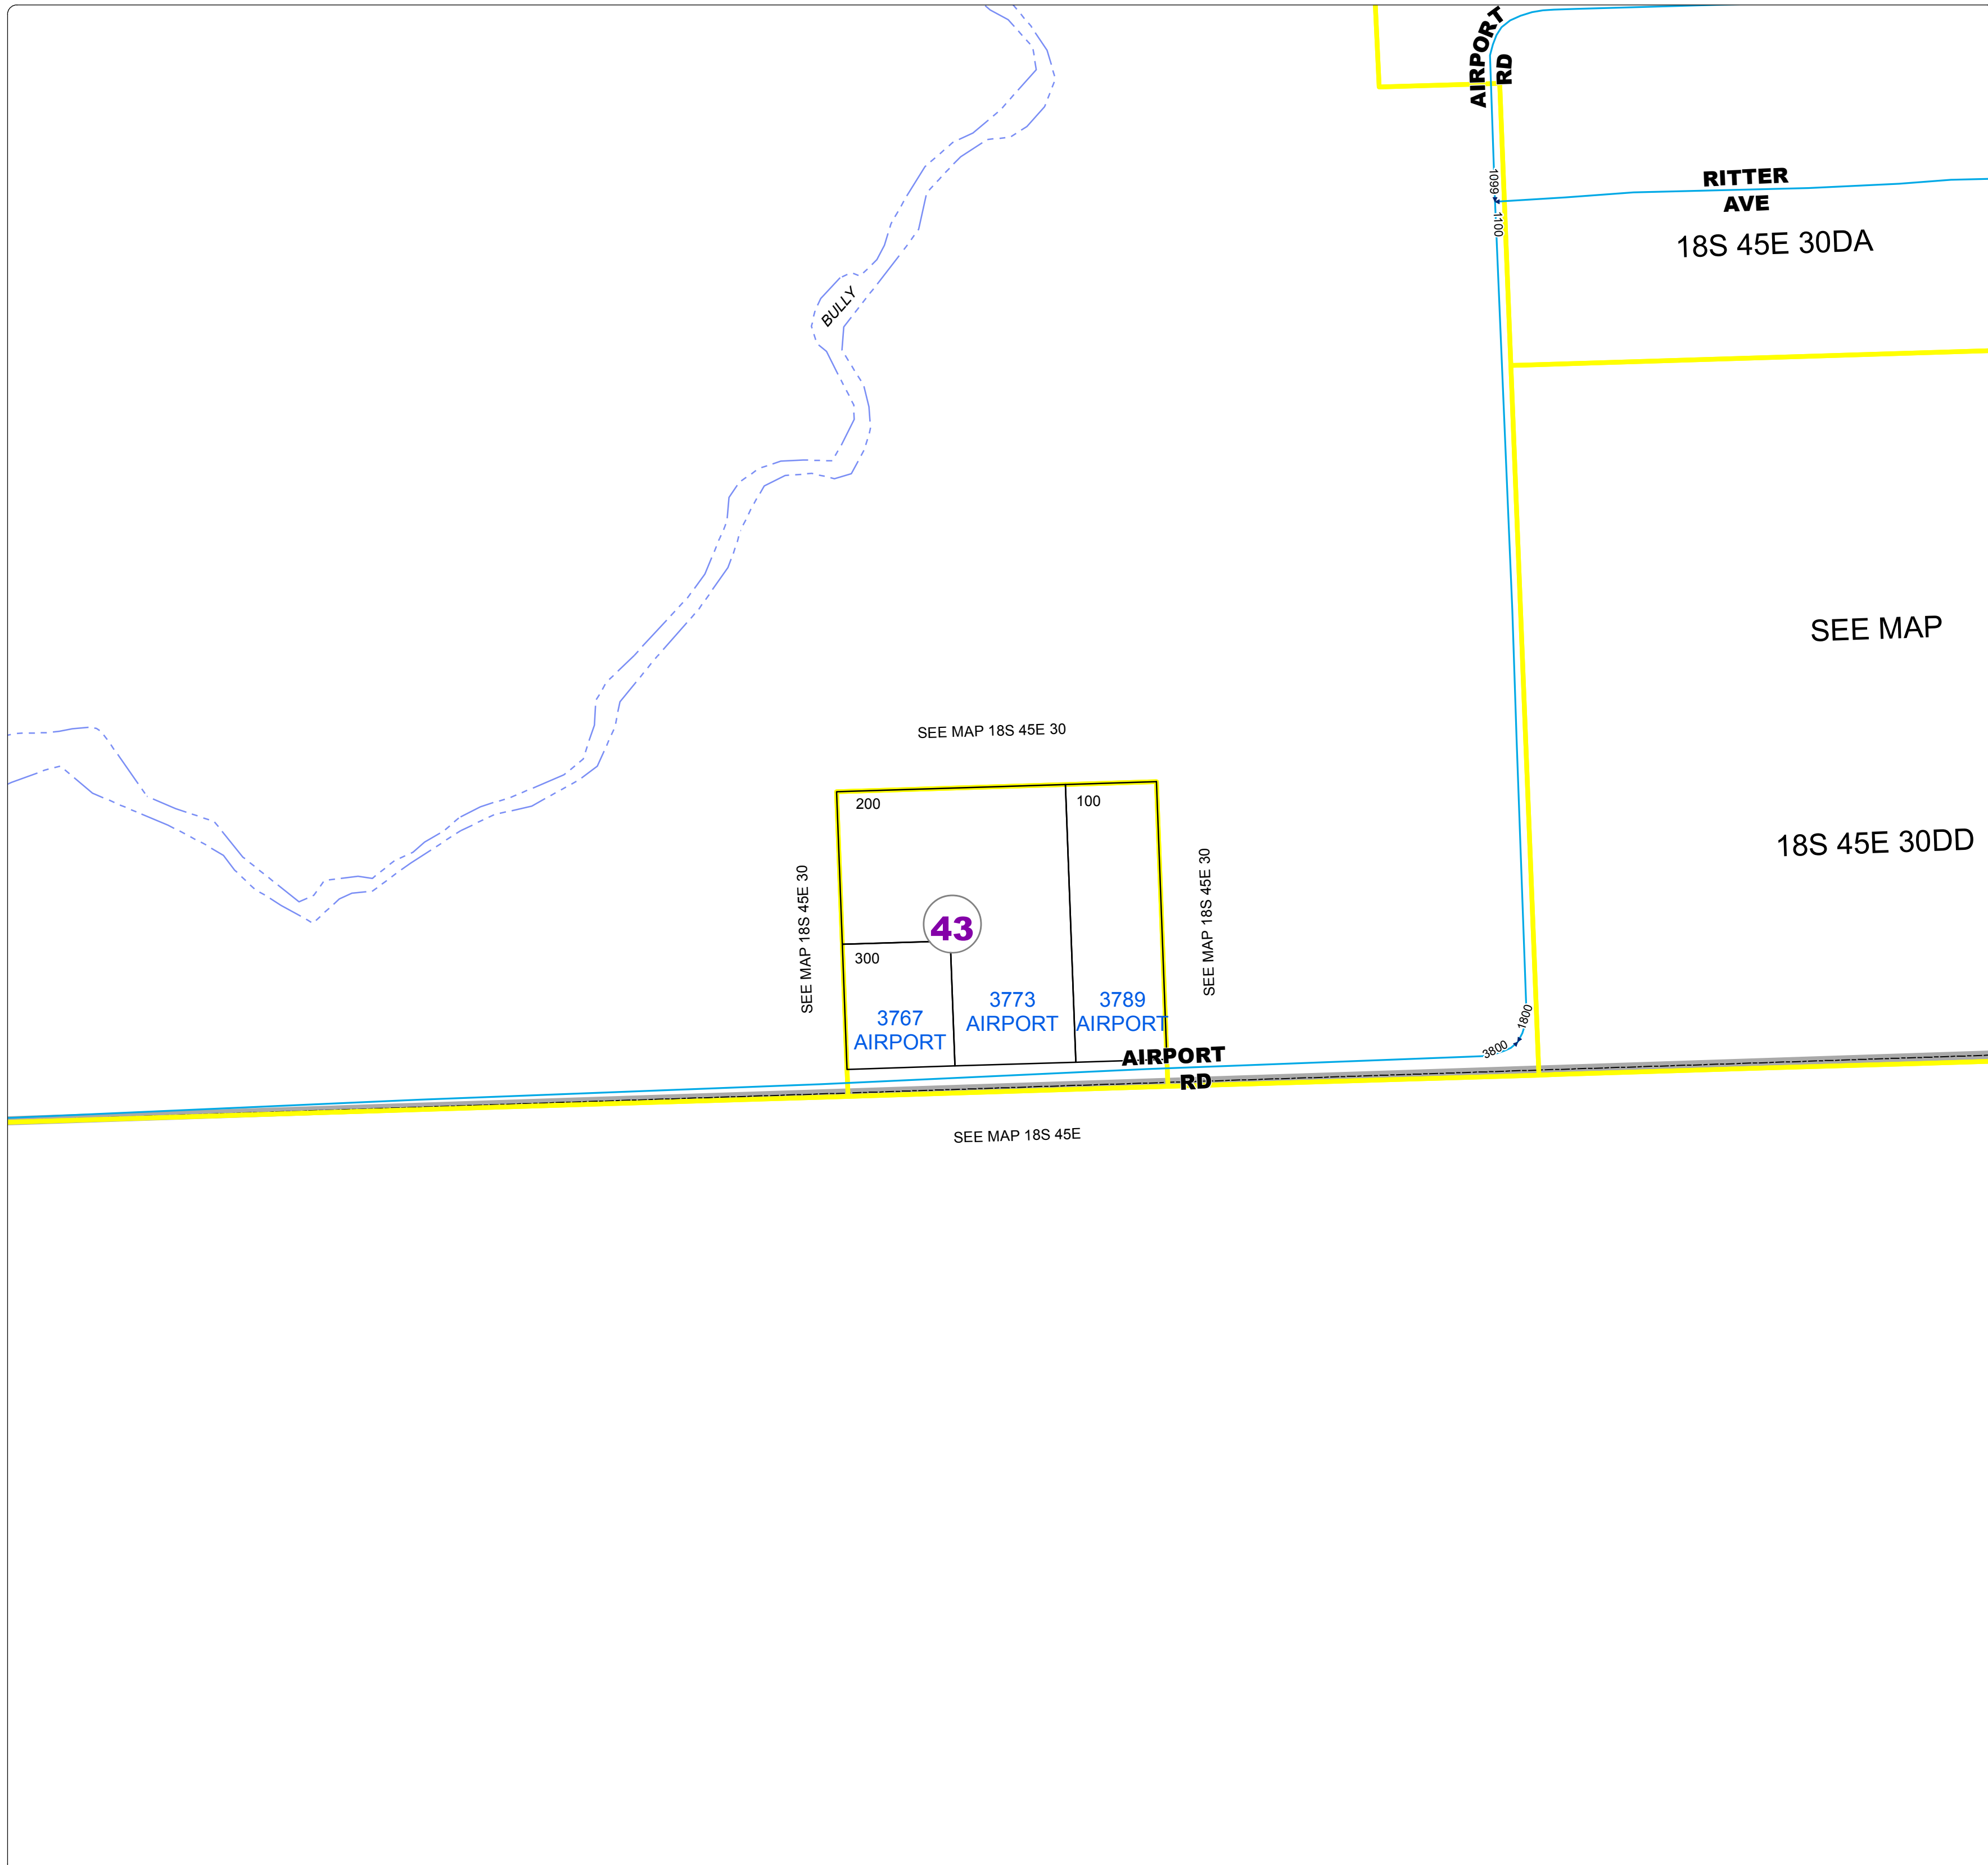 AIRPORT
RD
1099
1100
RITTER
AVE
18S 45E 30DA
BULLY
SEE MAP
18S 45E 30DD
SEE MAP 18S 45E 30
200
100
SEE MAP 18S 45E 30
SEE MAP 18S 45E 30
43
300
3767
AIRPORT
3773
AIRPORT
3789
AIRPORT
1800
3800
AIRPORT
RD
SEE MAP 18S 45E